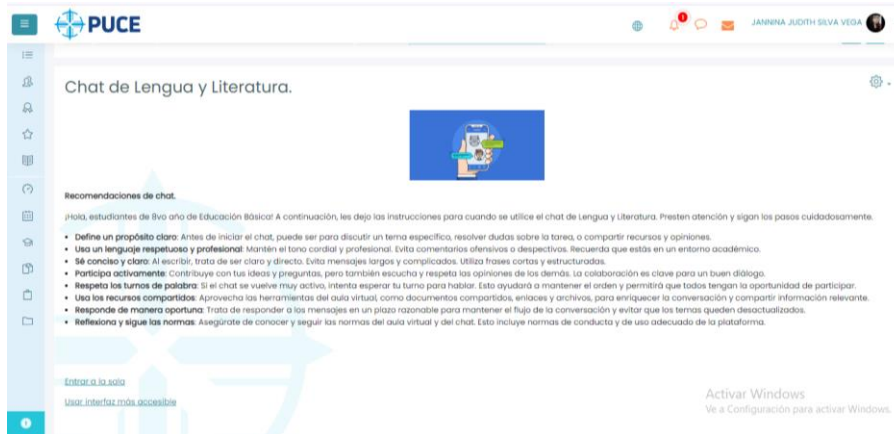 PUCE
1
JANNINA JUDITH SILVA VEGA
Chat de Lengua y Literatura.
Recomendaciones de chat.
¡Hola, estudiantes de 8vo año de Educación Básica! A continuación, les dejo las instrucciones para cuando se utilice el chat de Lengua y Literatura. Presten atención y sigan los pasos cuidadosamente.
• Define un propósito claro: Antes de iniciar el chat, puede ser para discutir un tema específico, resolver dudas sobre la tarea, o compartir recursos y opiniones.
• Usa un lenguaje respetuoso y profesional: Mantén el tono cordial y profesional. Evita comentarios ofensivos o despectivos. Recuerda que estás en un entorno académico.
• Sé conciso y claro: Al escribir, trata de ser claro y directo. Evita mensajes largos y complicados. Utiliza frases cortas y estructuradas.
• Participa activamente: Contribuye con tus ideas y preguntas, pero también escucha y respeta las opiniones de los demás. La colaboración es clave para un buen diálogo.
• Respeta los turnos de palabra: Si el chat se vuelve muy activo, intenta esperar tu turno para hablar. Esto ayudará a mantener el orden y permitirá que todos tengan la oportunidad de participar.
• Usa los recursos compartidos: Aprovecha las herramientas del aula virtual, como documentos compartidos, enlaces y archivos, para enriquecer la conversación y compartir información relevante.
• Responde de manera oportuna: Trata de responder a los mensajes en un plazo razonable para mantener el flujo de la conversación y evitar que los temas queden desactualizados.
• Reflexiona y sigue las normas: Asegúrate de conocer y seguir las normas del aula virtual y del chat. Esto incluye normas de conducta y de uso adecuado de la plataforma.
Entrar a la sala
Usar interfaz más accesible
Activar Windows
Ve a Configuración para activar Windows.